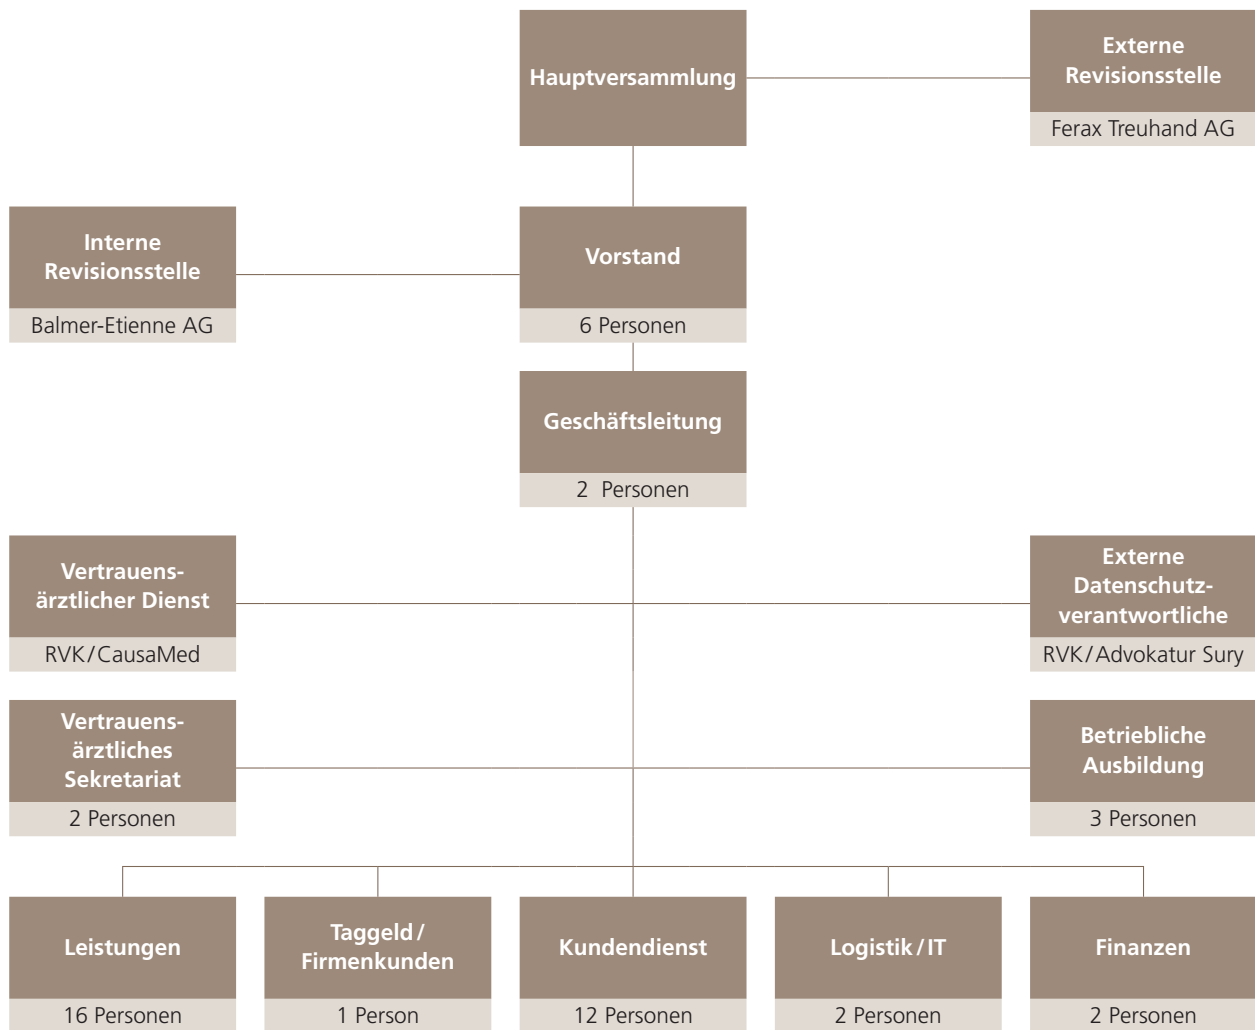 Hauptversammlung
Externe
Revisionsstelle
Ferax Treuhand AG
Interne
Revisionsstelle
Balmer-Etienne AG
Vorstand
6 Personen
Geschäftsleitung
2 Personen
Vertrauens-
ärztlicher Dienst
RVK/CausaMed
Externe
Datenschutz-
verantwortliche
RVK/Advokatur Sury
Vertrauens-
ärztliches
Sekretariat
2 Personen
Betriebliche
Ausbildung
3 Personen
Leistungen
16 Personen
Taggeld/
Firmenkunden
1 Person
Kundendienst
12 Personen
Logistik/IT
2 Personen
Finanzen
2 Personen